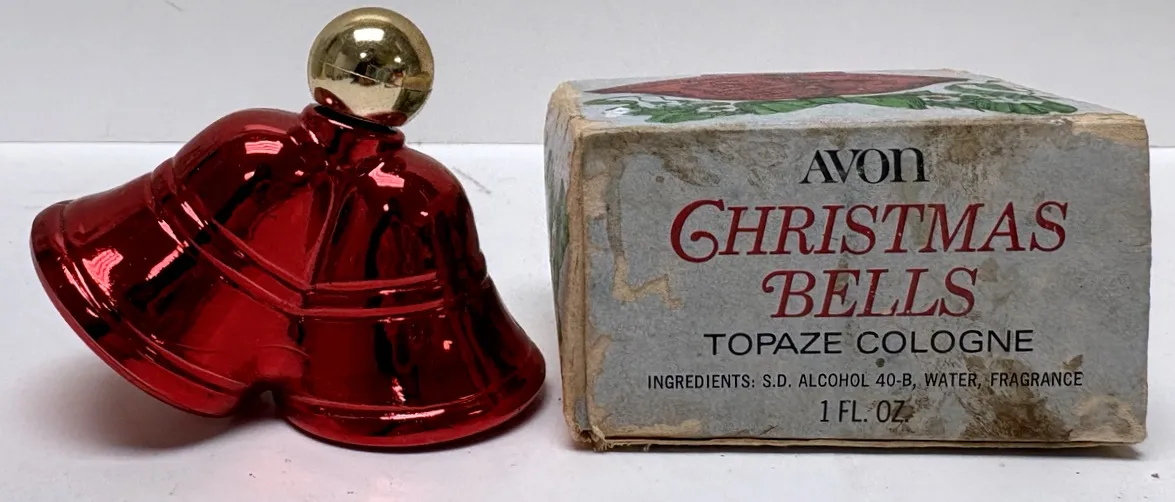 AVON
CHRISTMAS
BELLS
TOPAZE COLOGNE
INGREDIENTS: S.D. ALCOHOL 40-B, WATER, FRAGRANCE
1 FL. OZ.